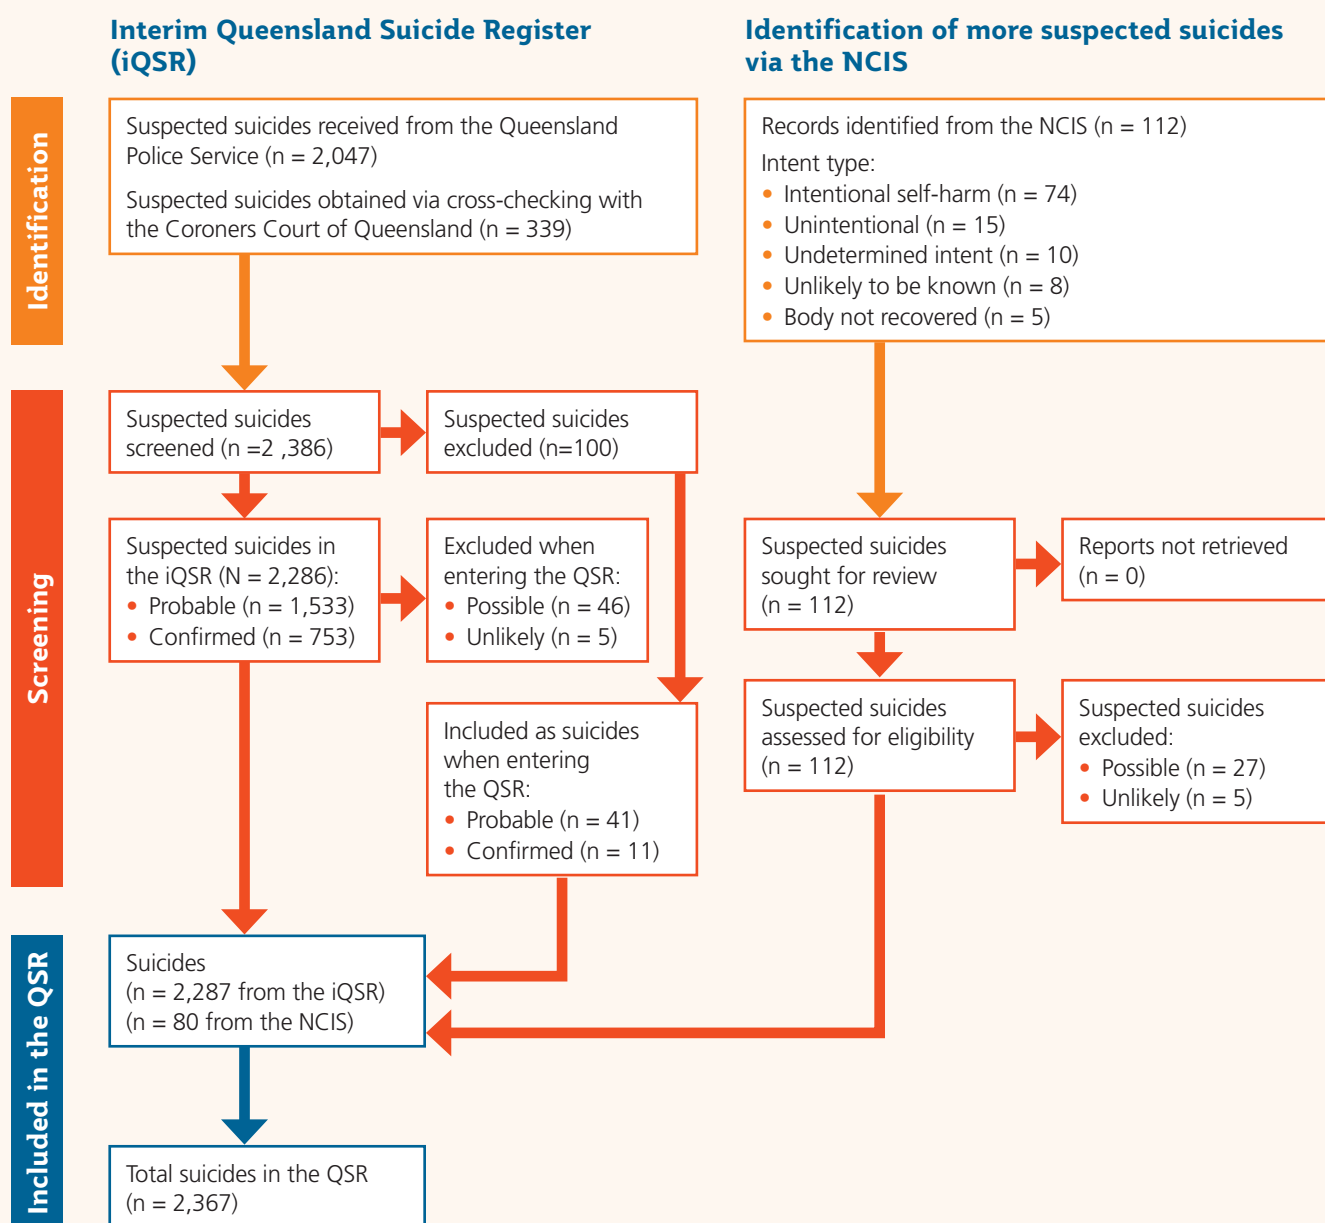 Interim Queensland Suicide Register
(iQSR)
Identification of more suspected suicides
via the NCIS
Identification
Suspected suicides received from the Queensland
Police Service (n = 2,047)
Suspected suicides obtained via cross-checking with
the Coroners Court of Queensland (n = 339)
Records identified from the NCIS (n = 112)
Intent type:
• Intentional self-harm (n = 74)
• Unintentional (n = 15)
• Undetermined intent (n = 10)
• Unlikely to be known (n = 8)
• Body not recovered (n = 5)
Screening
Suspected suicides
screened (n =2 ,386)
Suspected suicides
excluded (n=100)
Suspected suicides in
the iQSR (N = 2,286):
• Probable (n = 1,533)
• Confirmed (n = 753)
Excluded when
entering the QSR:
• Possible (n = 46)
• Unlikely (n = 5)
Suspected suicides
sought for review
(n = 112)
Reports not retrieved
(n = 0)
Included as suicides
when entering
the QSR:
• Probable (n = 41)
• Confirmed (n = 11)
Suspected suicides
assessed for eligibility
(n = 112)
Suspected suicides
excluded:
• Possible (n = 27)
• Unlikely (n = 5)
Included in the QSR
Suicides
(n = 2,287 from the iQSR)
(n = 80 from the NCIS)
Total suicides in the QSR
(n = 2,367)